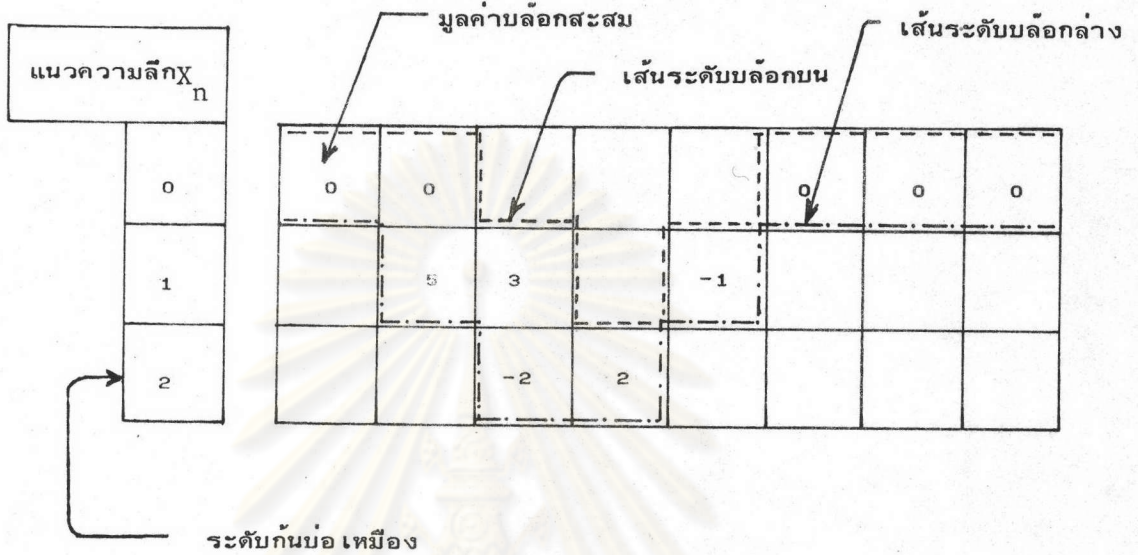 มูลค่าบล๊อกสะสม
เส้นระดับบล๊อกล่าง
แนวความลึกX_n
เส้นระดับบล๊อกบน
0 0 0 0 0 0
1 5 3 -1
2 -2 2
ระดับก้นบ่อเหมือง